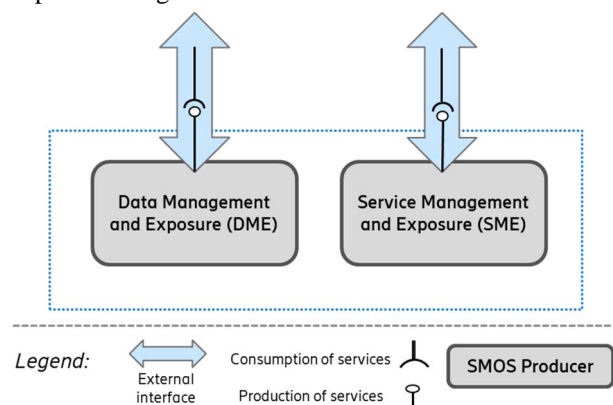 Data Management
and Exposure (DME)
Service Management
and Exposure (SME)
Legend:
External
interface
Consumption of services
Production of services
SMOS Producer